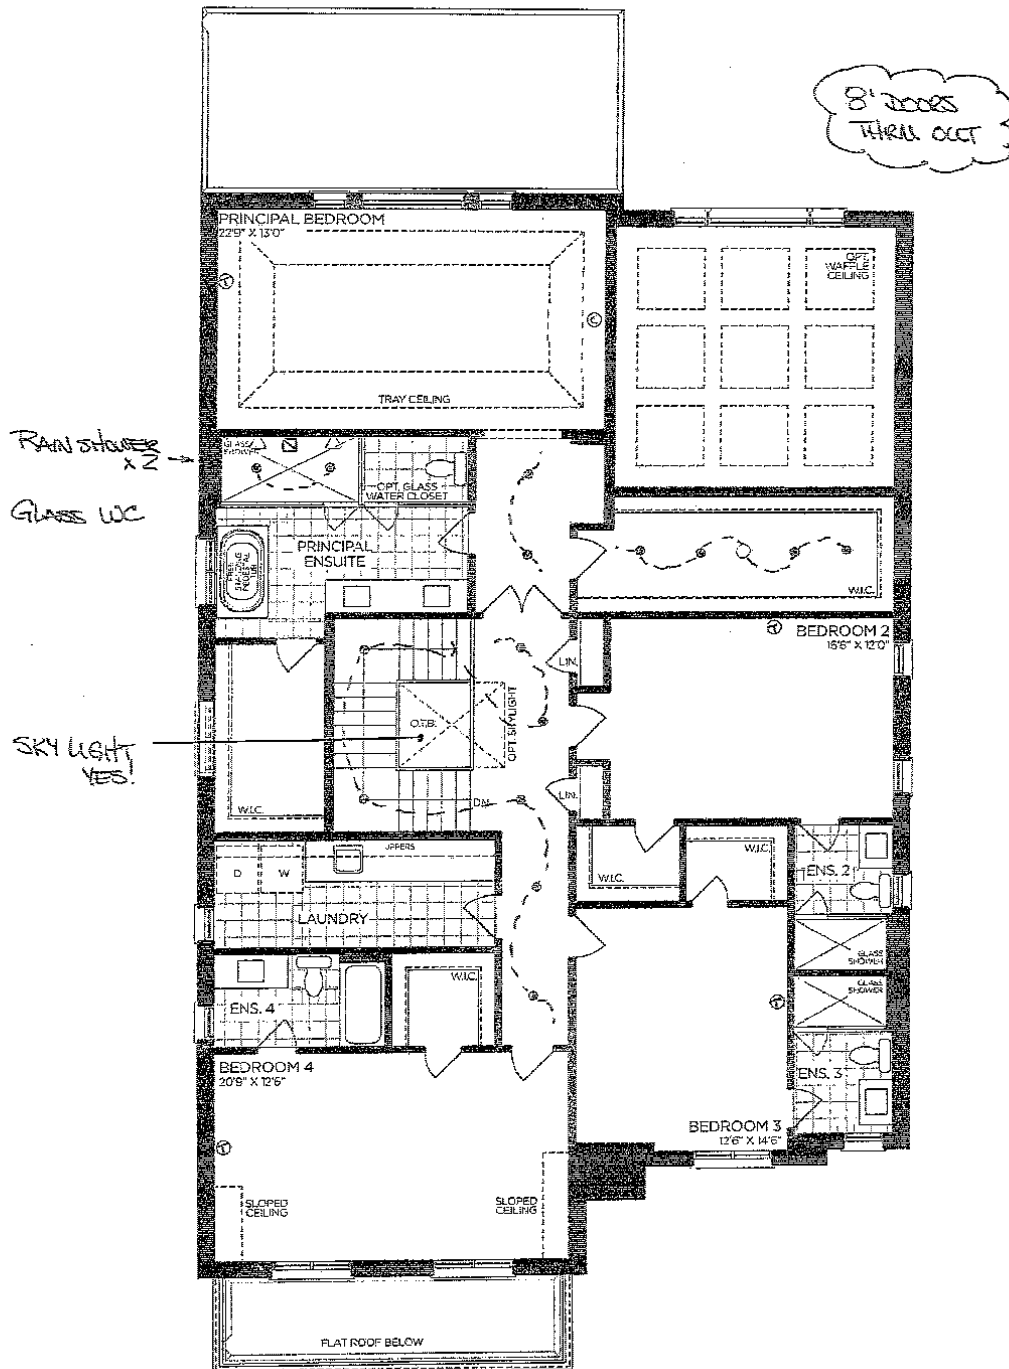 8' DOORS
THRU OUT
PRINCIPAL BEDROOM
22'9" X 13'0"
OPT.
WAFFLE
CEILING
TRAY CEILING
RAIN SHOWER
x 2
GLASS
SHOWER
OPT. GLASS
WATER CLOSET
GLASS WC
PRINCIPAL
ENSUITE
FREE
STANDING
PEDESTAL
TUB
W.I.C.
BEDROOM 2
15'6" X 12'0"
LIN.
O.T.B.
OPT. SKYLIGHT
SKY LIGHT
YES!
W.I.C.
DN.
LIN.
UPPERS
D
W
LAUNDRY
W.I.C.
W.I.C.
ENS. 2
GLASS
SHOWER
GLASS
SHOWER
W.I.C.
ENS. 4
BEDROOM 4
20'9" X 12'6"
ENS. 3
BEDROOM 3
12'6" X 14'6"
SLOPED
CEILING
SLOPED
CEILING
FLAT ROOF BELOW
T
C
T
T
T